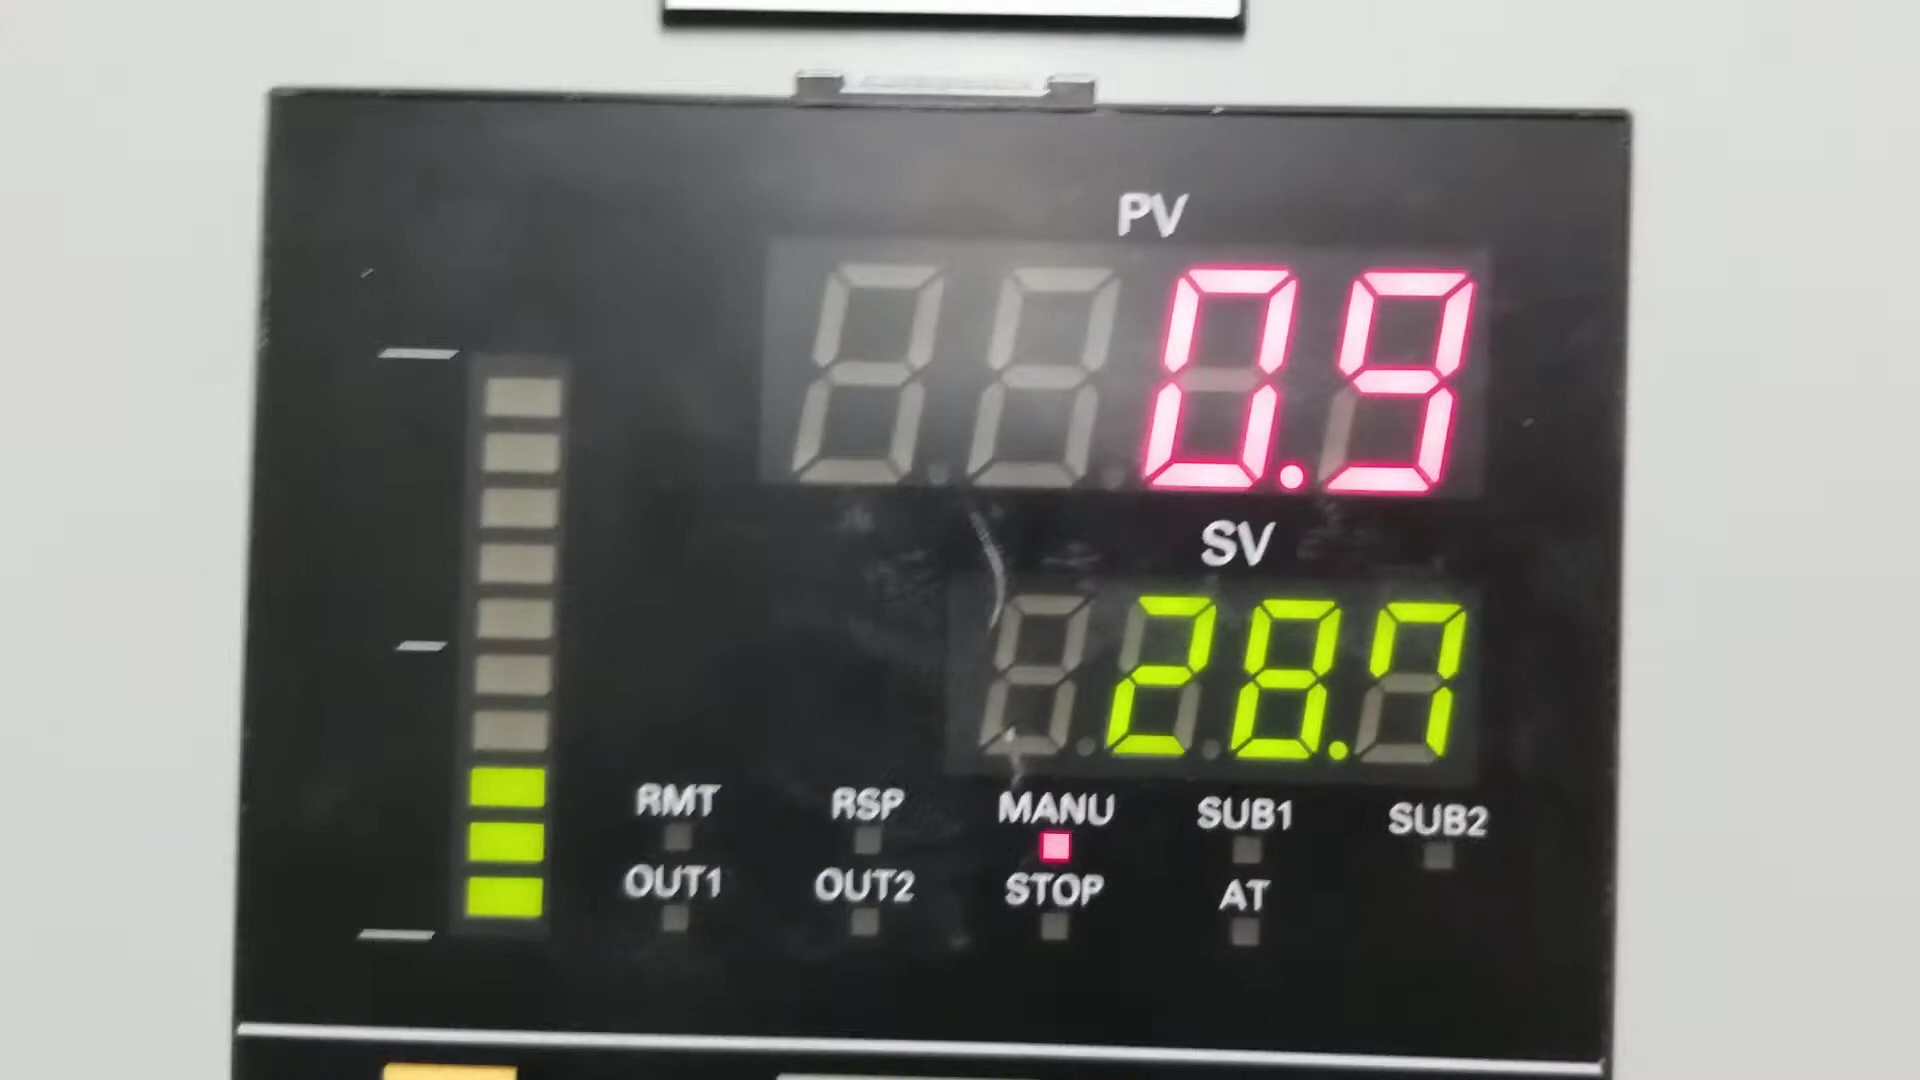 PV
0.9
SV
28.7
RMT RSP MANU SUB1 SUB2
OUT1 OUT2 STOP AT